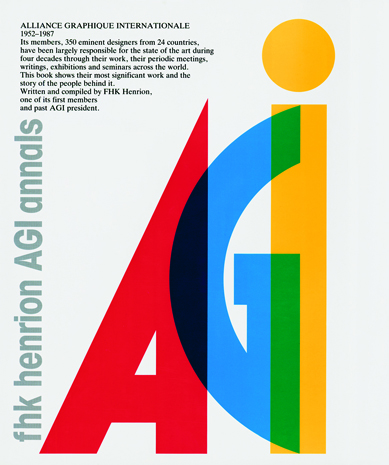 ALLIANCE GRAPHIQUE INTERNATIONALE
1952–1987
Its members, 350 eminent designers from 24 countries,
have been largely responsible for the state of the art during
four decades through their work, their periodic meetings,
writings, exhibitions and seminars across the world.
This book shows their most significant work and the
story of the people behind it.
Written and compiled by FHK Henrion,
one of its first members
and past AGI president.
fhk henrion AGI annals
AGi